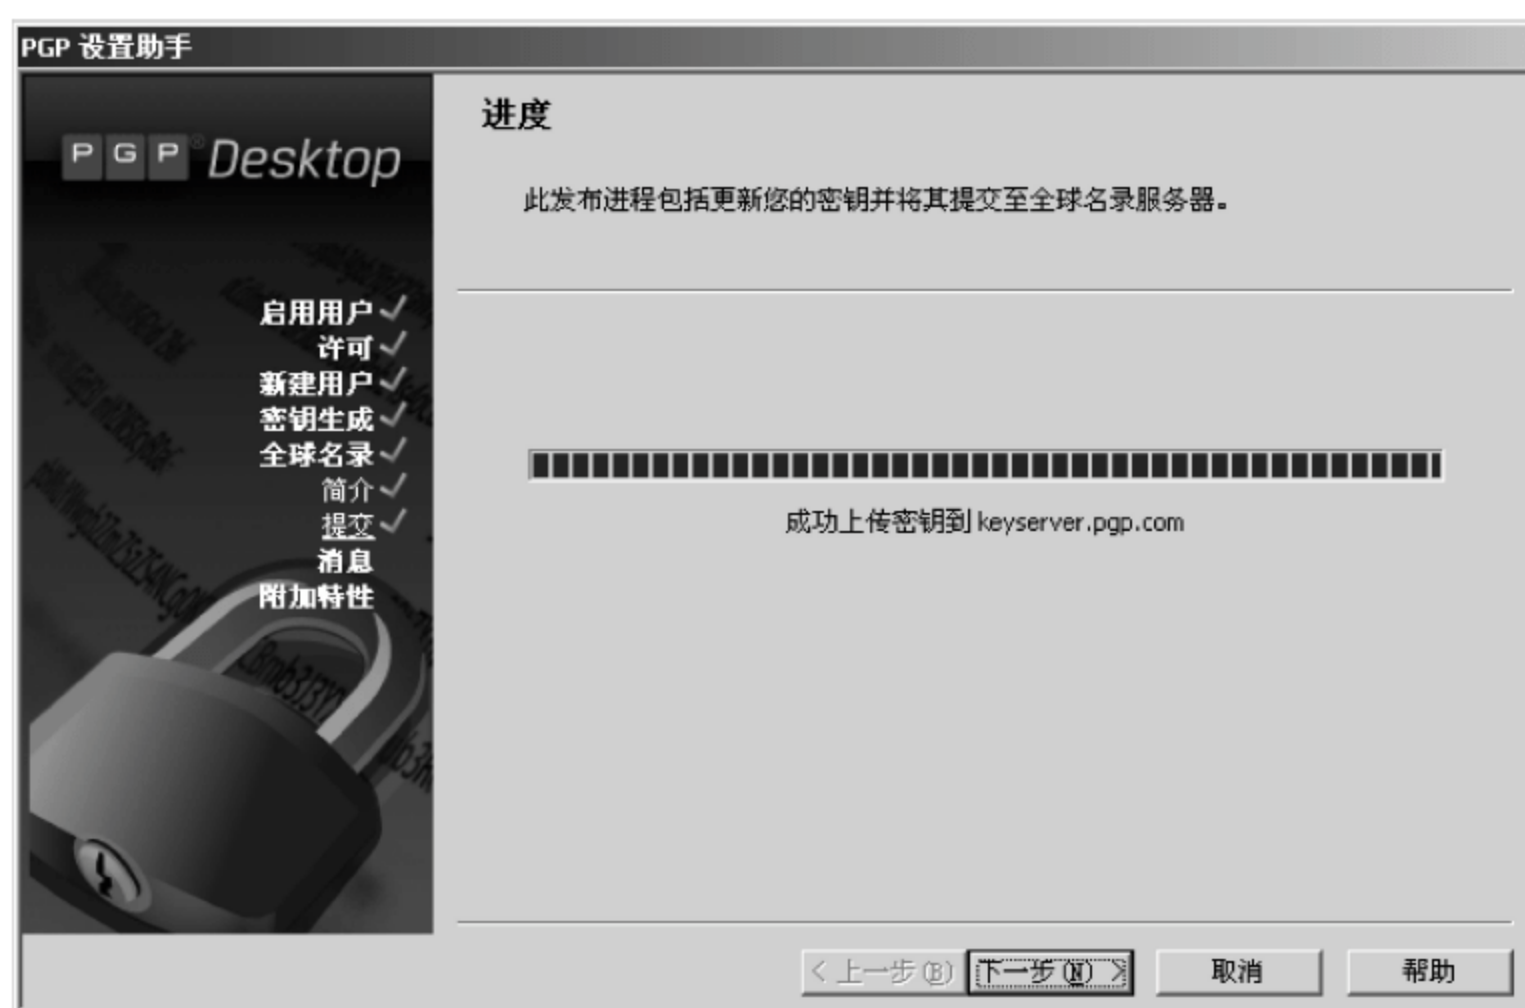 PGP 设置助手
PGP® Desktop
启用用户
许可
新建用户
密钥生成
全球名录
简介
提交
消息
附加特性
进度
此发布进程包括更新您的密钥并将其提交至全球名录服务器。
成功上传密钥到 keyserver.pgp.com
< 上一步(B) 下一步(N) > 取消 帮助